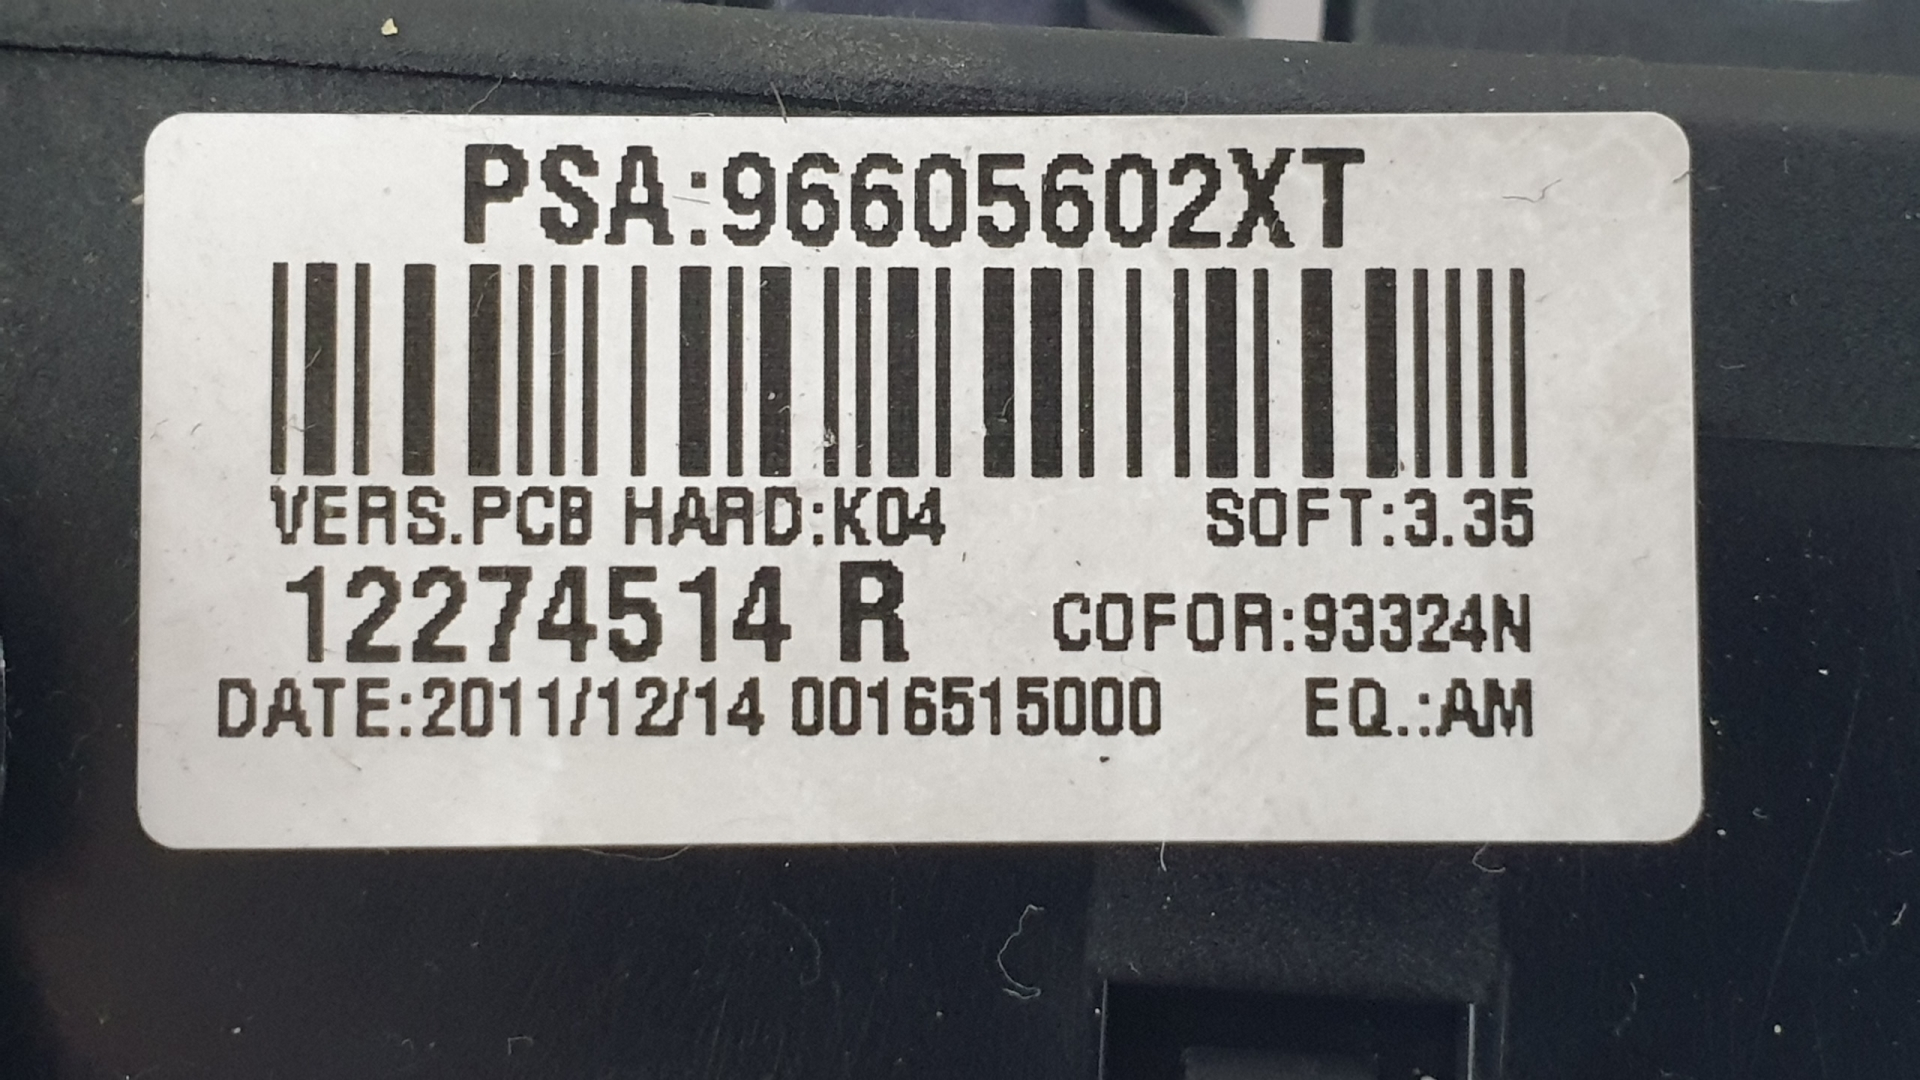 PSA:96605602XT
VERS.PCB HARD:K04 SOFT:3.35
12274514 R COFOR:93324N
DATE:2011/12/14 0016515000 EQ.:AM